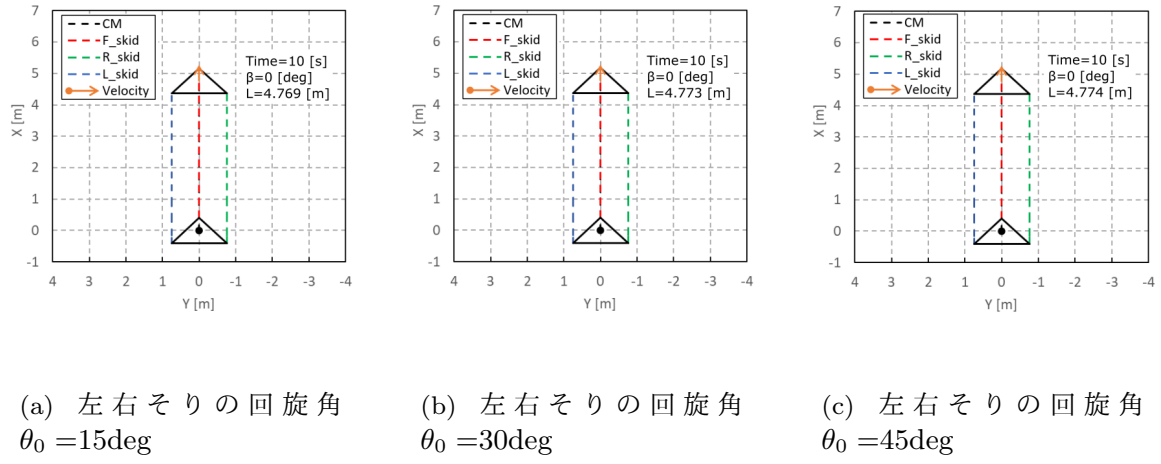 7
6
5
4
3
2
1
0
-1
X [m]
CM
F_skid
R_skid
L_skid
Velocity
Time=10 [s]
β=0 [deg]
L=4.769 [m]
4 3 2 1 0 -1 -2 -3 -4
Y [m]
7
6
5
4
3
2
1
0
-1
X [m]
CM
F_skid
R_skid
L_skid
Velocity
Time=10 [s]
β=0 [deg]
L=4.773 [m]
4 3 2 1 0 -1 -2 -3 -4
Y [m]
7
6
5
4
3
2
1
0
-1
X [m]
CM
F_skid
R_skid
L_skid
Velocity
Time=10 [s]
β=0 [deg]
L=4.774 [m]
4 3 2 1 0 -1 -2 -3 -4
Y [m]
(a) 左右そりの回旋角
θ₀ =15deg
(b) 左右そりの回旋角
θ₀ =30deg
(c) 左右そりの回旋角
θ₀ =45deg